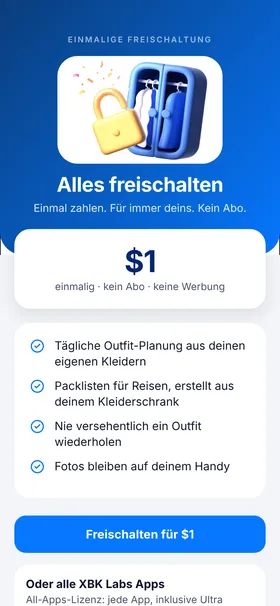 EINMALIGE FREISCHALTUNG
Alles freischalten
Einmal zahlen. Für immer deins. Kein Abo.
$1
einmalig · kein Abo · keine Werbung
Tägliche Outfit-Planung aus deinen
eigenen Kleidern
Packlisten für Reisen, erstellt aus
deinem Kleiderschrank
Nie versehentlich ein Outfit
wiederholen
Fotos bleiben auf deinem Handy
Freischalten für $1
Oder alle XBK Labs Apps
All-Apps-Lizenz: jede App, inklusive Ultra